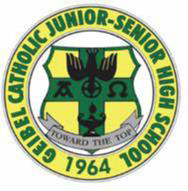 GEIBEL CATHOLIC JUNIOR-SENIOR HIGH SCHOOL
Α Ω
TOWARD THE TOP
1964